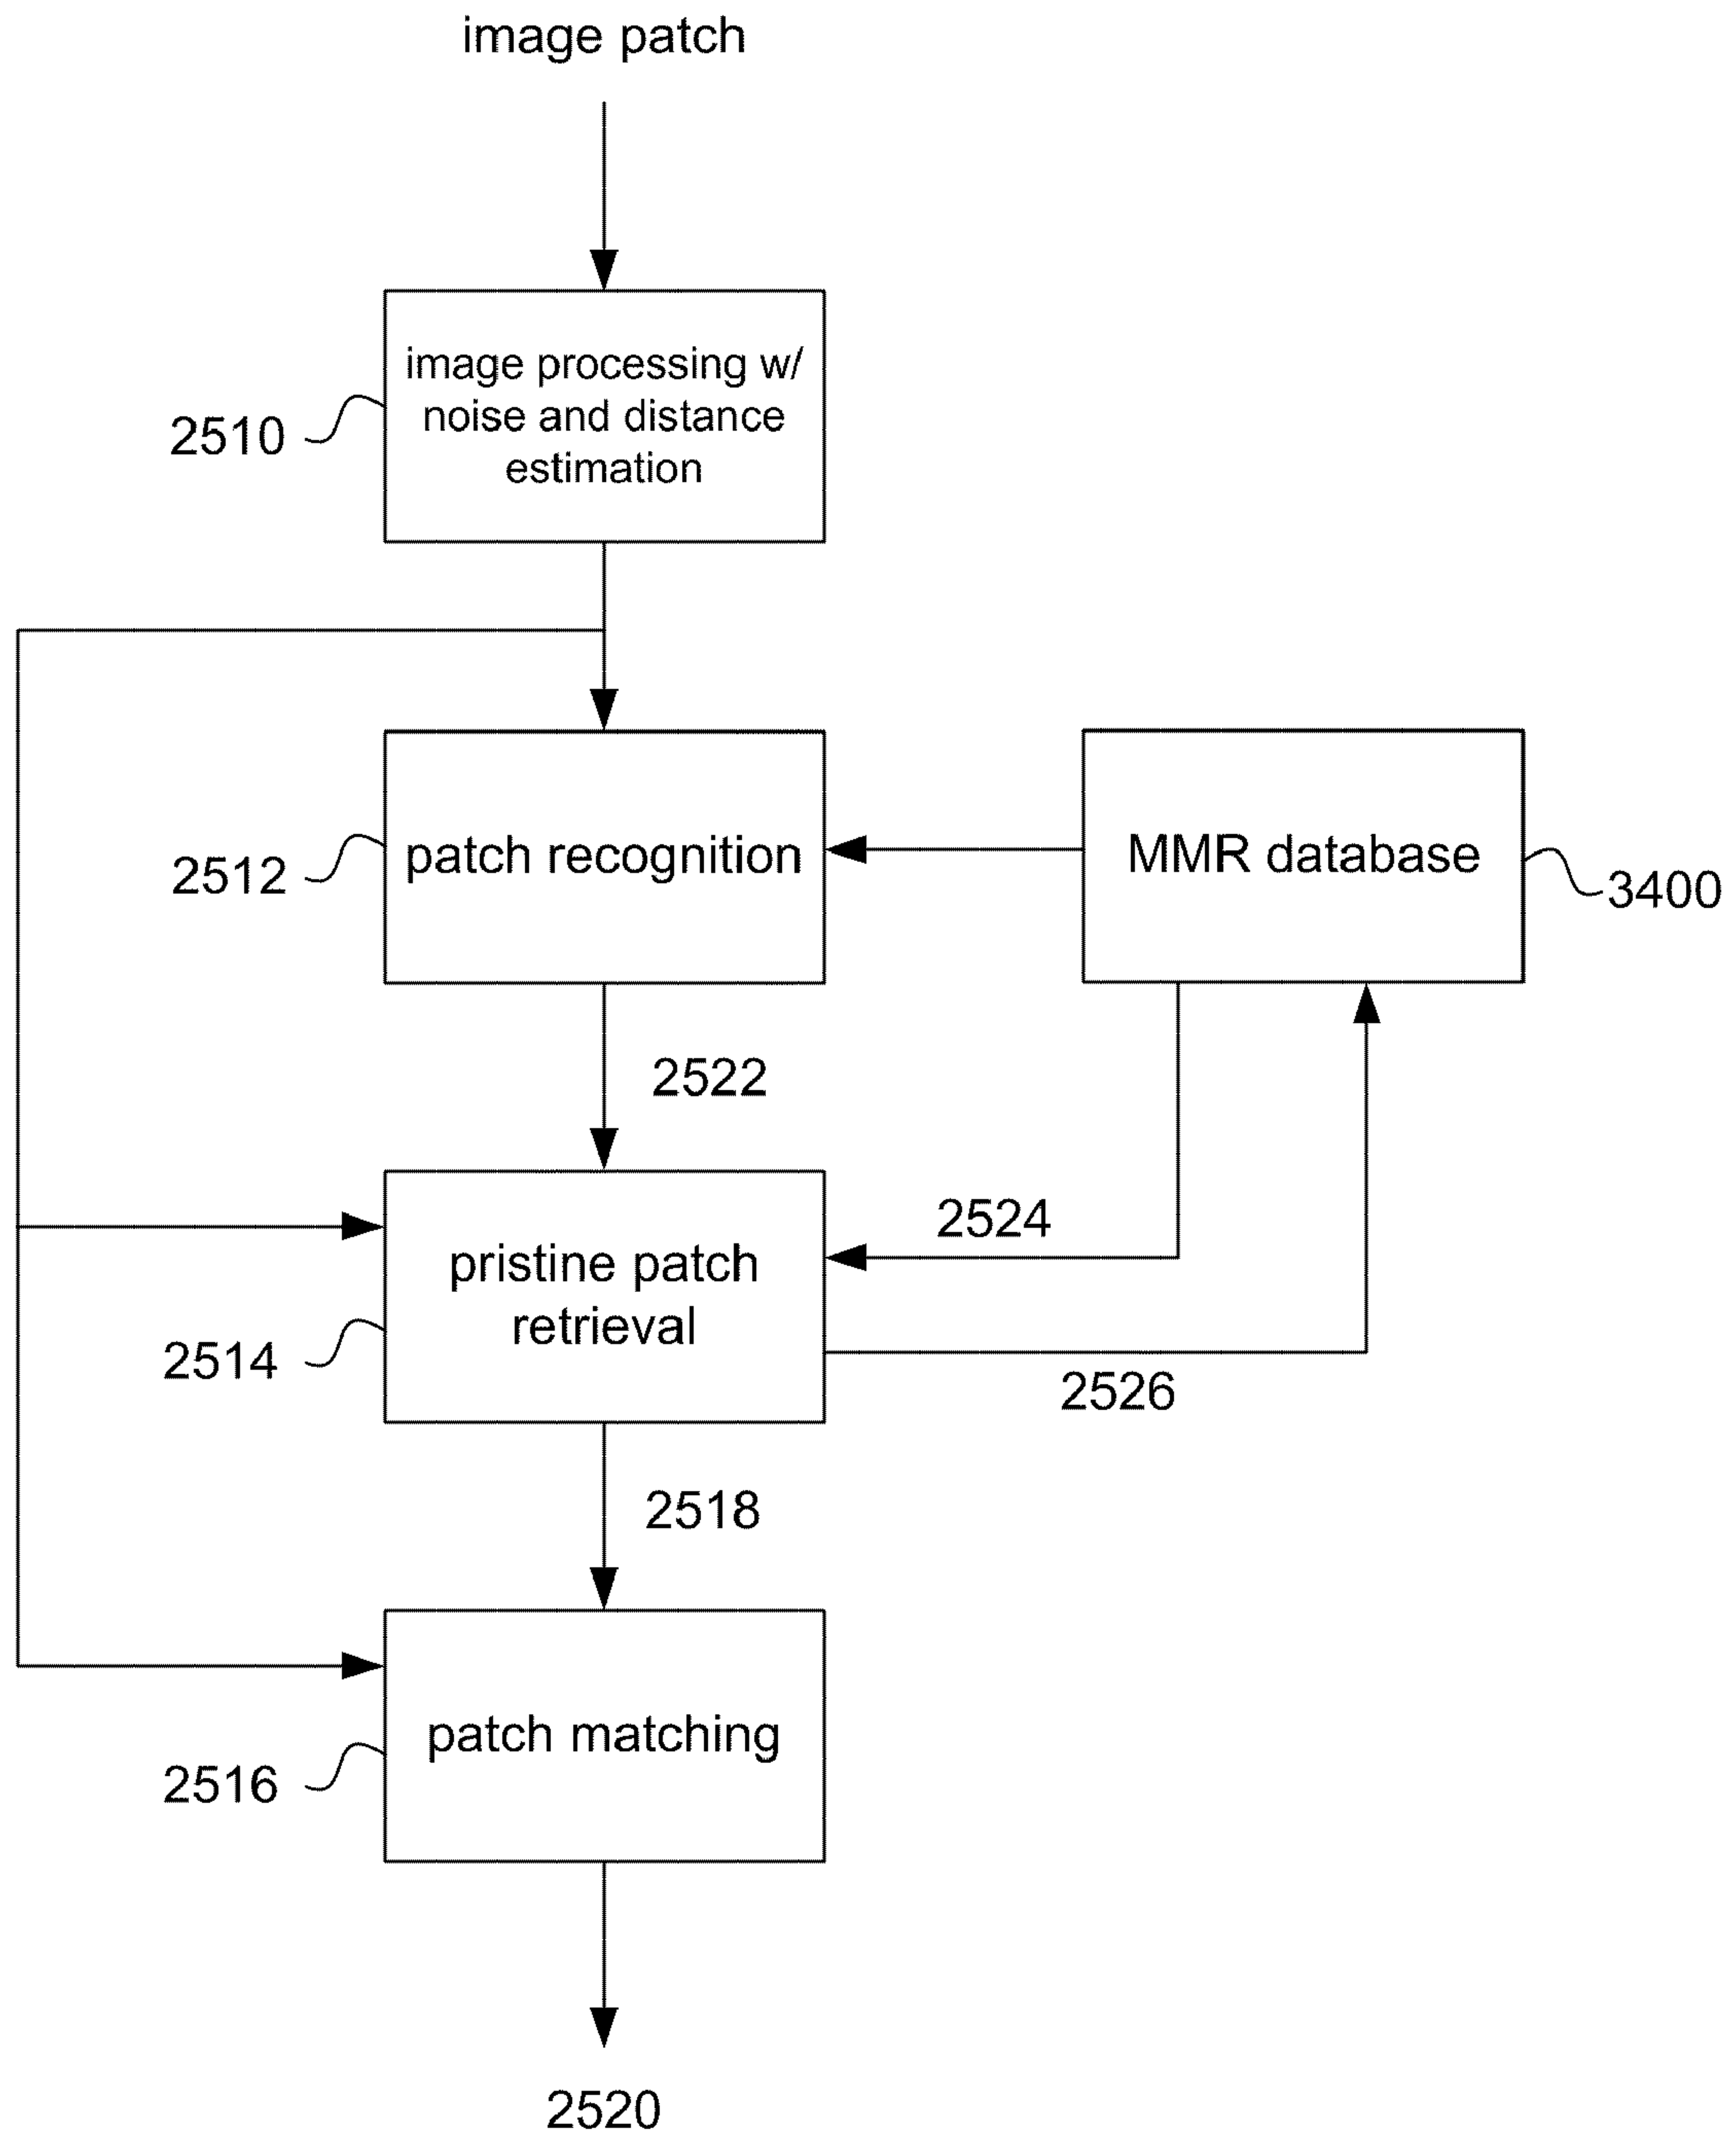 image patch
image processing w/
noise and distance
estimation
2510
patch recognition
2512
MMR database
3400
2522
pristine patch
retrieval
2514
2524
2526
2518
patch matching
2516
2520